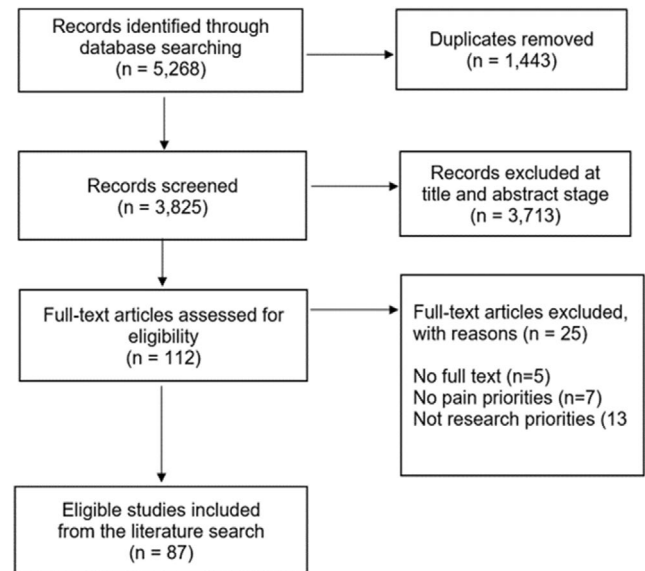 Records identified through
database searching
(n = 5,268)
Duplicates removed
(n = 1,443)
Records screened
(n = 3,825)
Records excluded at
title and abstract stage
(n = 3,713)
Full-text articles assessed for
eligibility
(n = 112)
Full-text articles excluded,
with reasons (n = 25)
No full text (n=5)
No pain priorities (n=7)
Not research priorities (13
Eligible studies included
from the literature search
(n = 87)